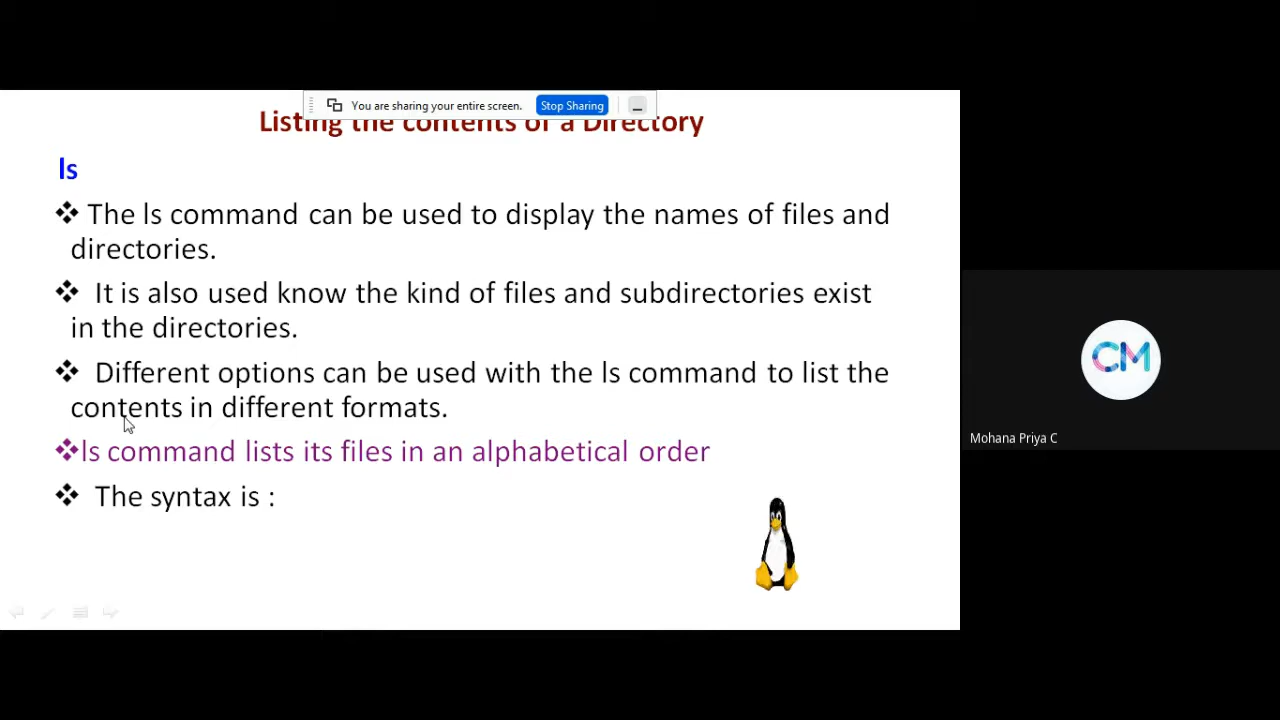 You are sharing your entire screen. Stop Sharing
Listing the contents of a Directory
ls
❖ The ls command can be used to display the names of files and
directories.
❖ It is also used know the kind of files and subdirectories exist
in the directories.
❖ Different options can be used with the ls command to list the
contents in different formats.
❖ls command lists its files in an alphabetical order
❖ The syntax is :
CM
Mohana Priya C